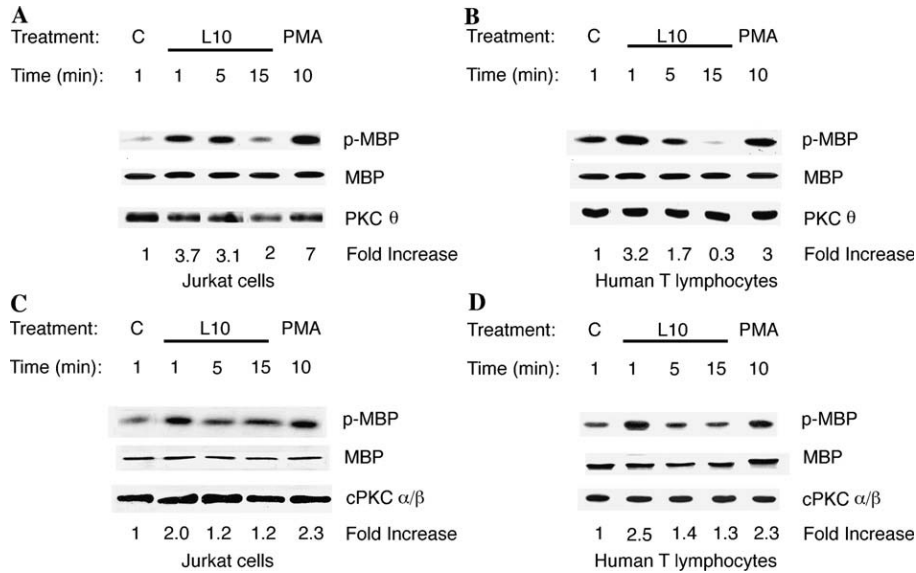 A
Treatment: C L10 PMA
Time (min): 1 1 5 15 10
p-MBP
MBP
PKC θ
1 3.7 3.1 2 7 Fold Increase
Jurkat cells
B
Treatment: C L10 PMA
Time (min): 1 1 5 15 10
p-MBP
MBP
PKC θ
1 3.2 1.7 0.3 3 Fold Increase
Human T lymphocytes
C
Treatment: C L10 PMA
Time (min): 1 1 5 15 10
p-MBP
MBP
cPKC α/β
1 2.0 1.2 1.2 2.3 Fold Increase
Jurkat cells
D
Treatment: C L10 PMA
Time (min): 1 1 5 15 10
p-MBP
MBP
cPKC α/β
1 2.5 1.4 1.3 2.3 Fold Increase
Human T lymphocytes